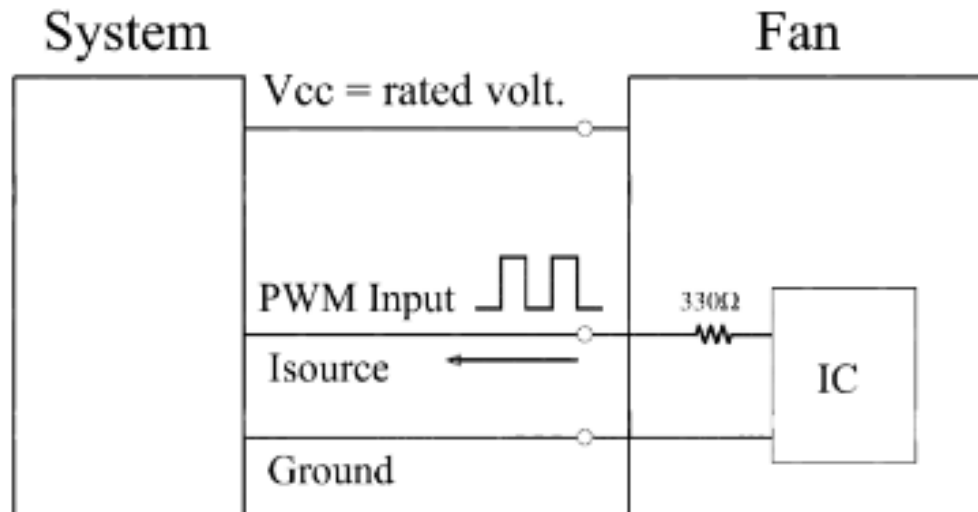 System
Fan
Vcc = rated volt.
PWM Input
330Ω
Isource
IC
Ground